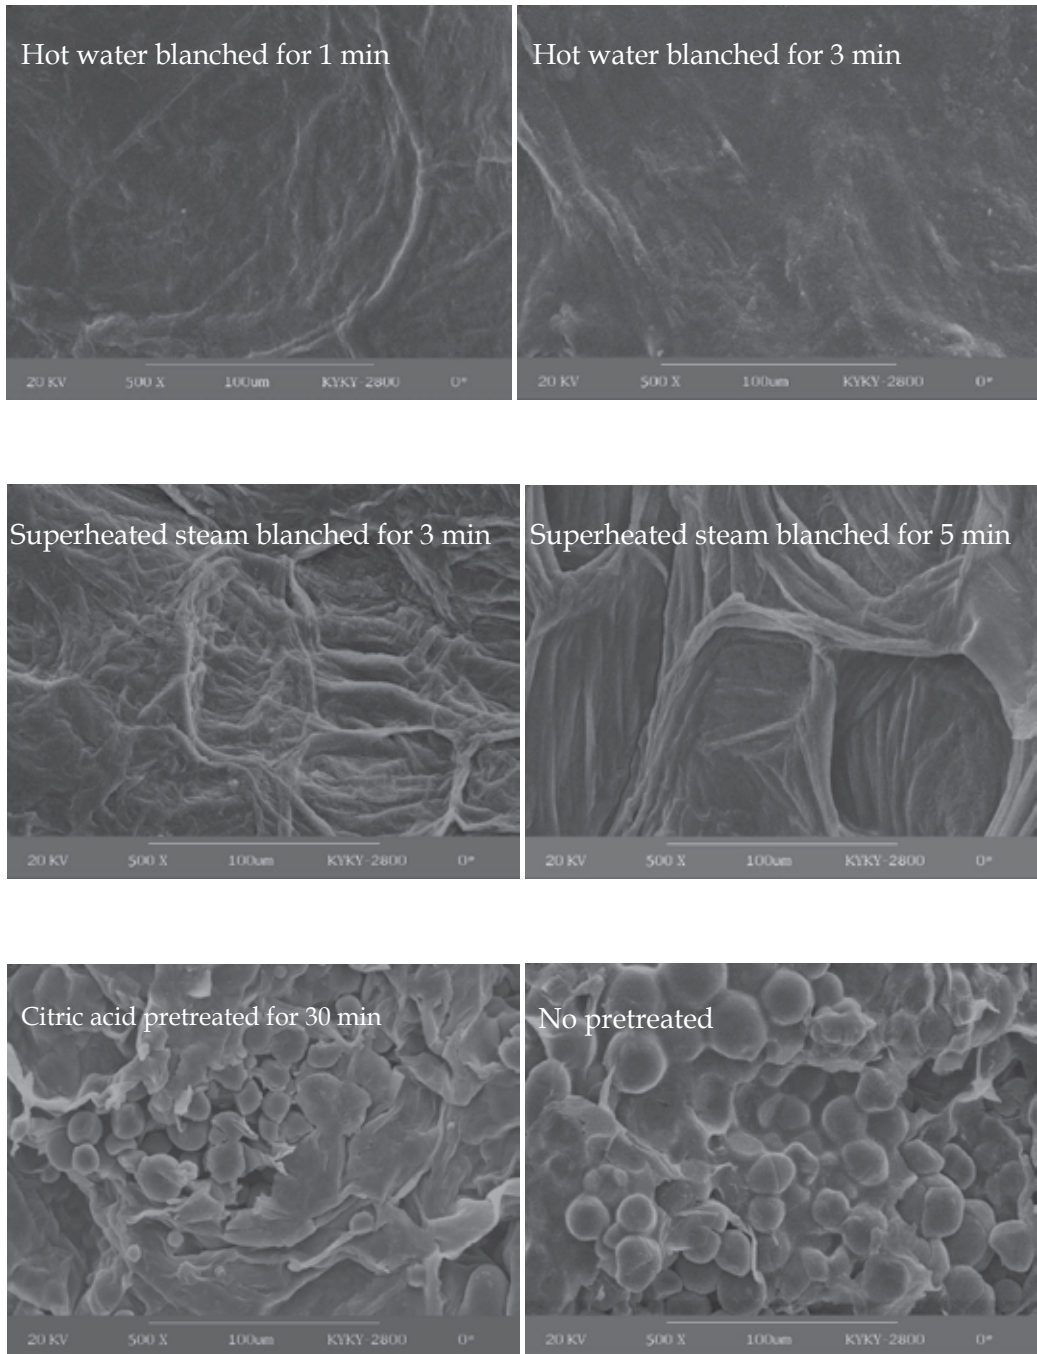 Hot water blanched for 1 min
Hot water blanched for 3 min
20 KV 500 X 100um KYKY-2800 0°
20 KV 500 X 100um KYKY-2800 0°
Superheated steam blanched for 3 min
Superheated steam blanched for 5 min
20 KV 500 X 100um KYKY-2800 0°
20 KV 500 X 100um KYKY-2800 0°
Citric acid pretreated for 30 min
No pretreated
20 KV 500 X 100um KYKY-2800 0°
20 KV 500 X 100um KYKY-2800 0°